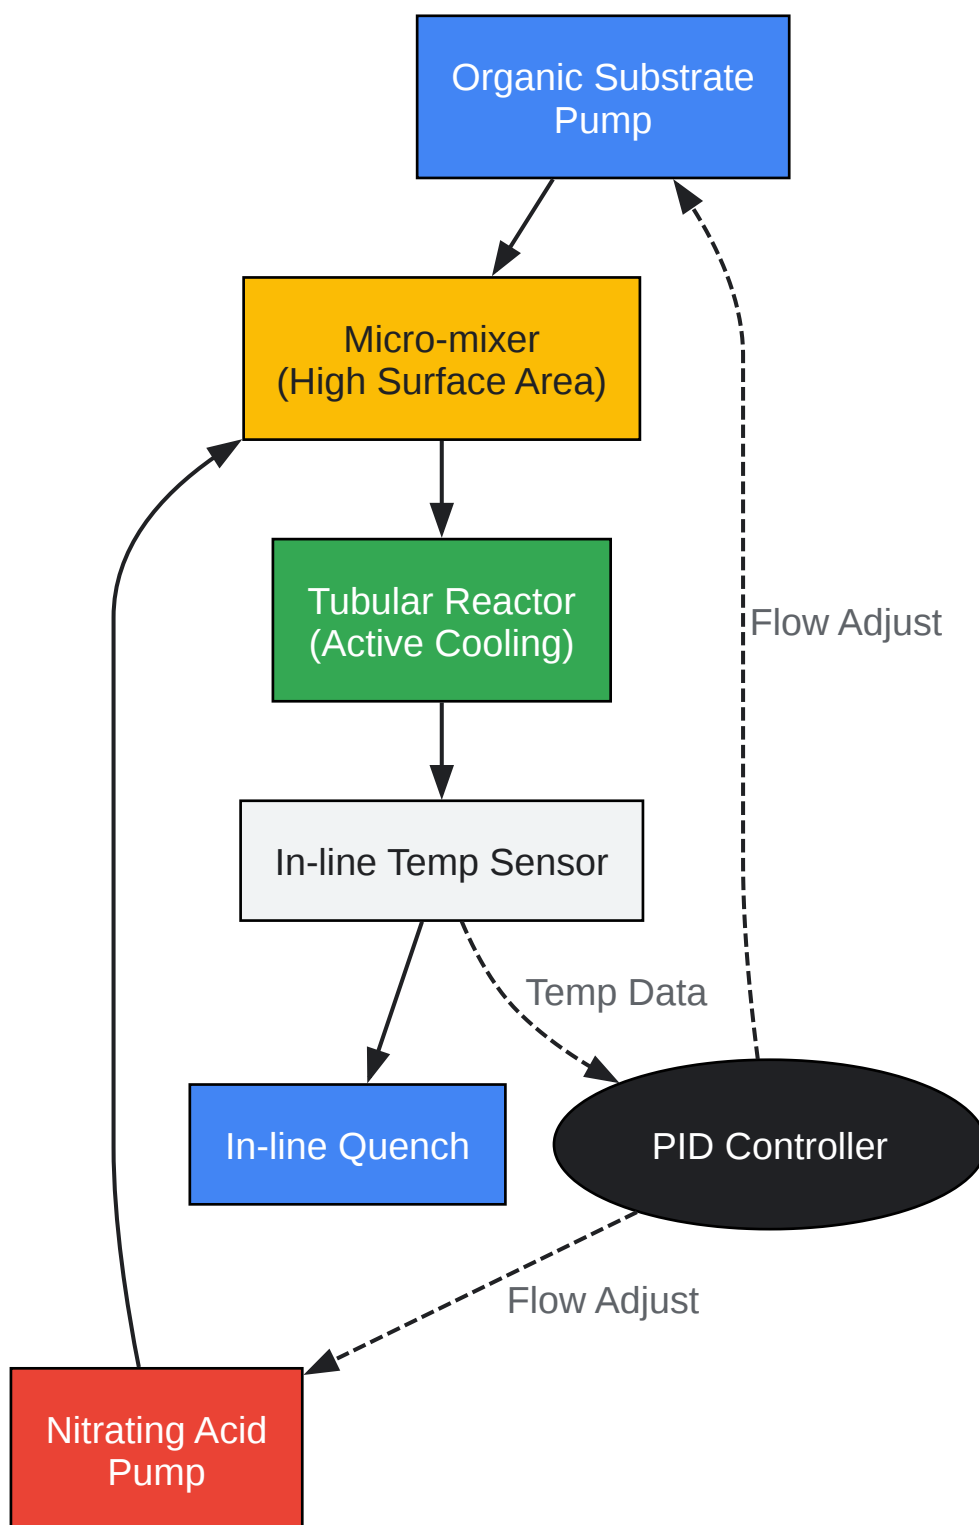 Organic Substrate
Pump
Micro-mixer
(High Surface Area)
Tubular Reactor
(Active Cooling)
Flow Adjust
In-line Temp Sensor
Temp Data
In-line Quench
PID Controller
Flow Adjust
Nitrating Acid
Pump